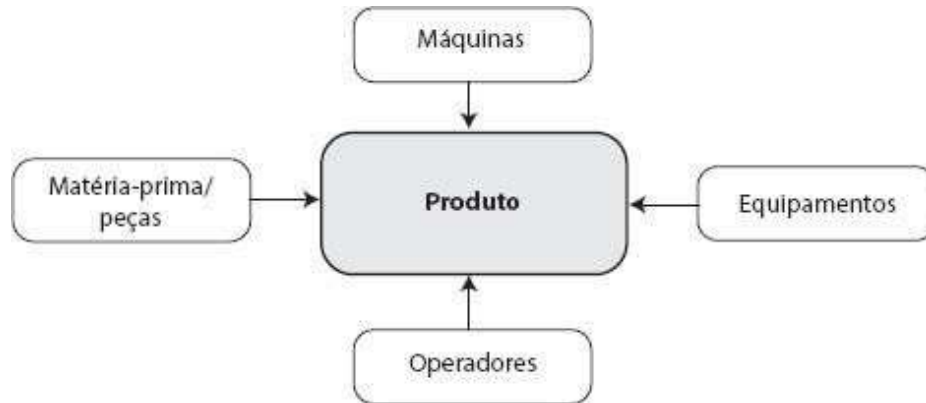 Máquinas
Matéria-prima/
peças
Produto
Equipamentos
Operadores